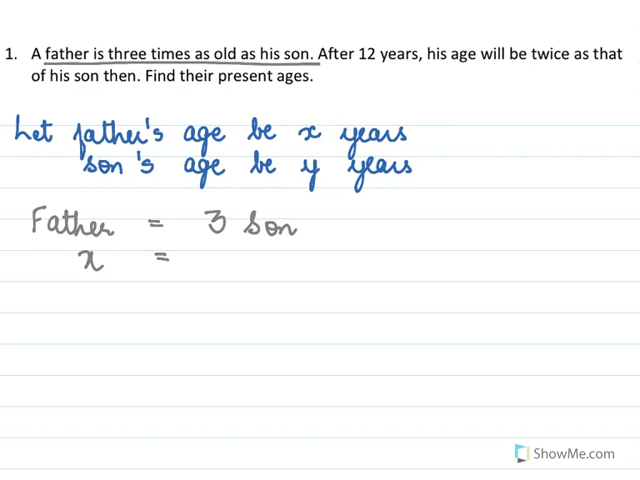 1. A father is three times as old as his son. After 12 years, his age will be twice as that
of his son then. Find their present ages.
Let father's age be x years
son's age be y years
Father = 3 son
x =
ShowMe.com